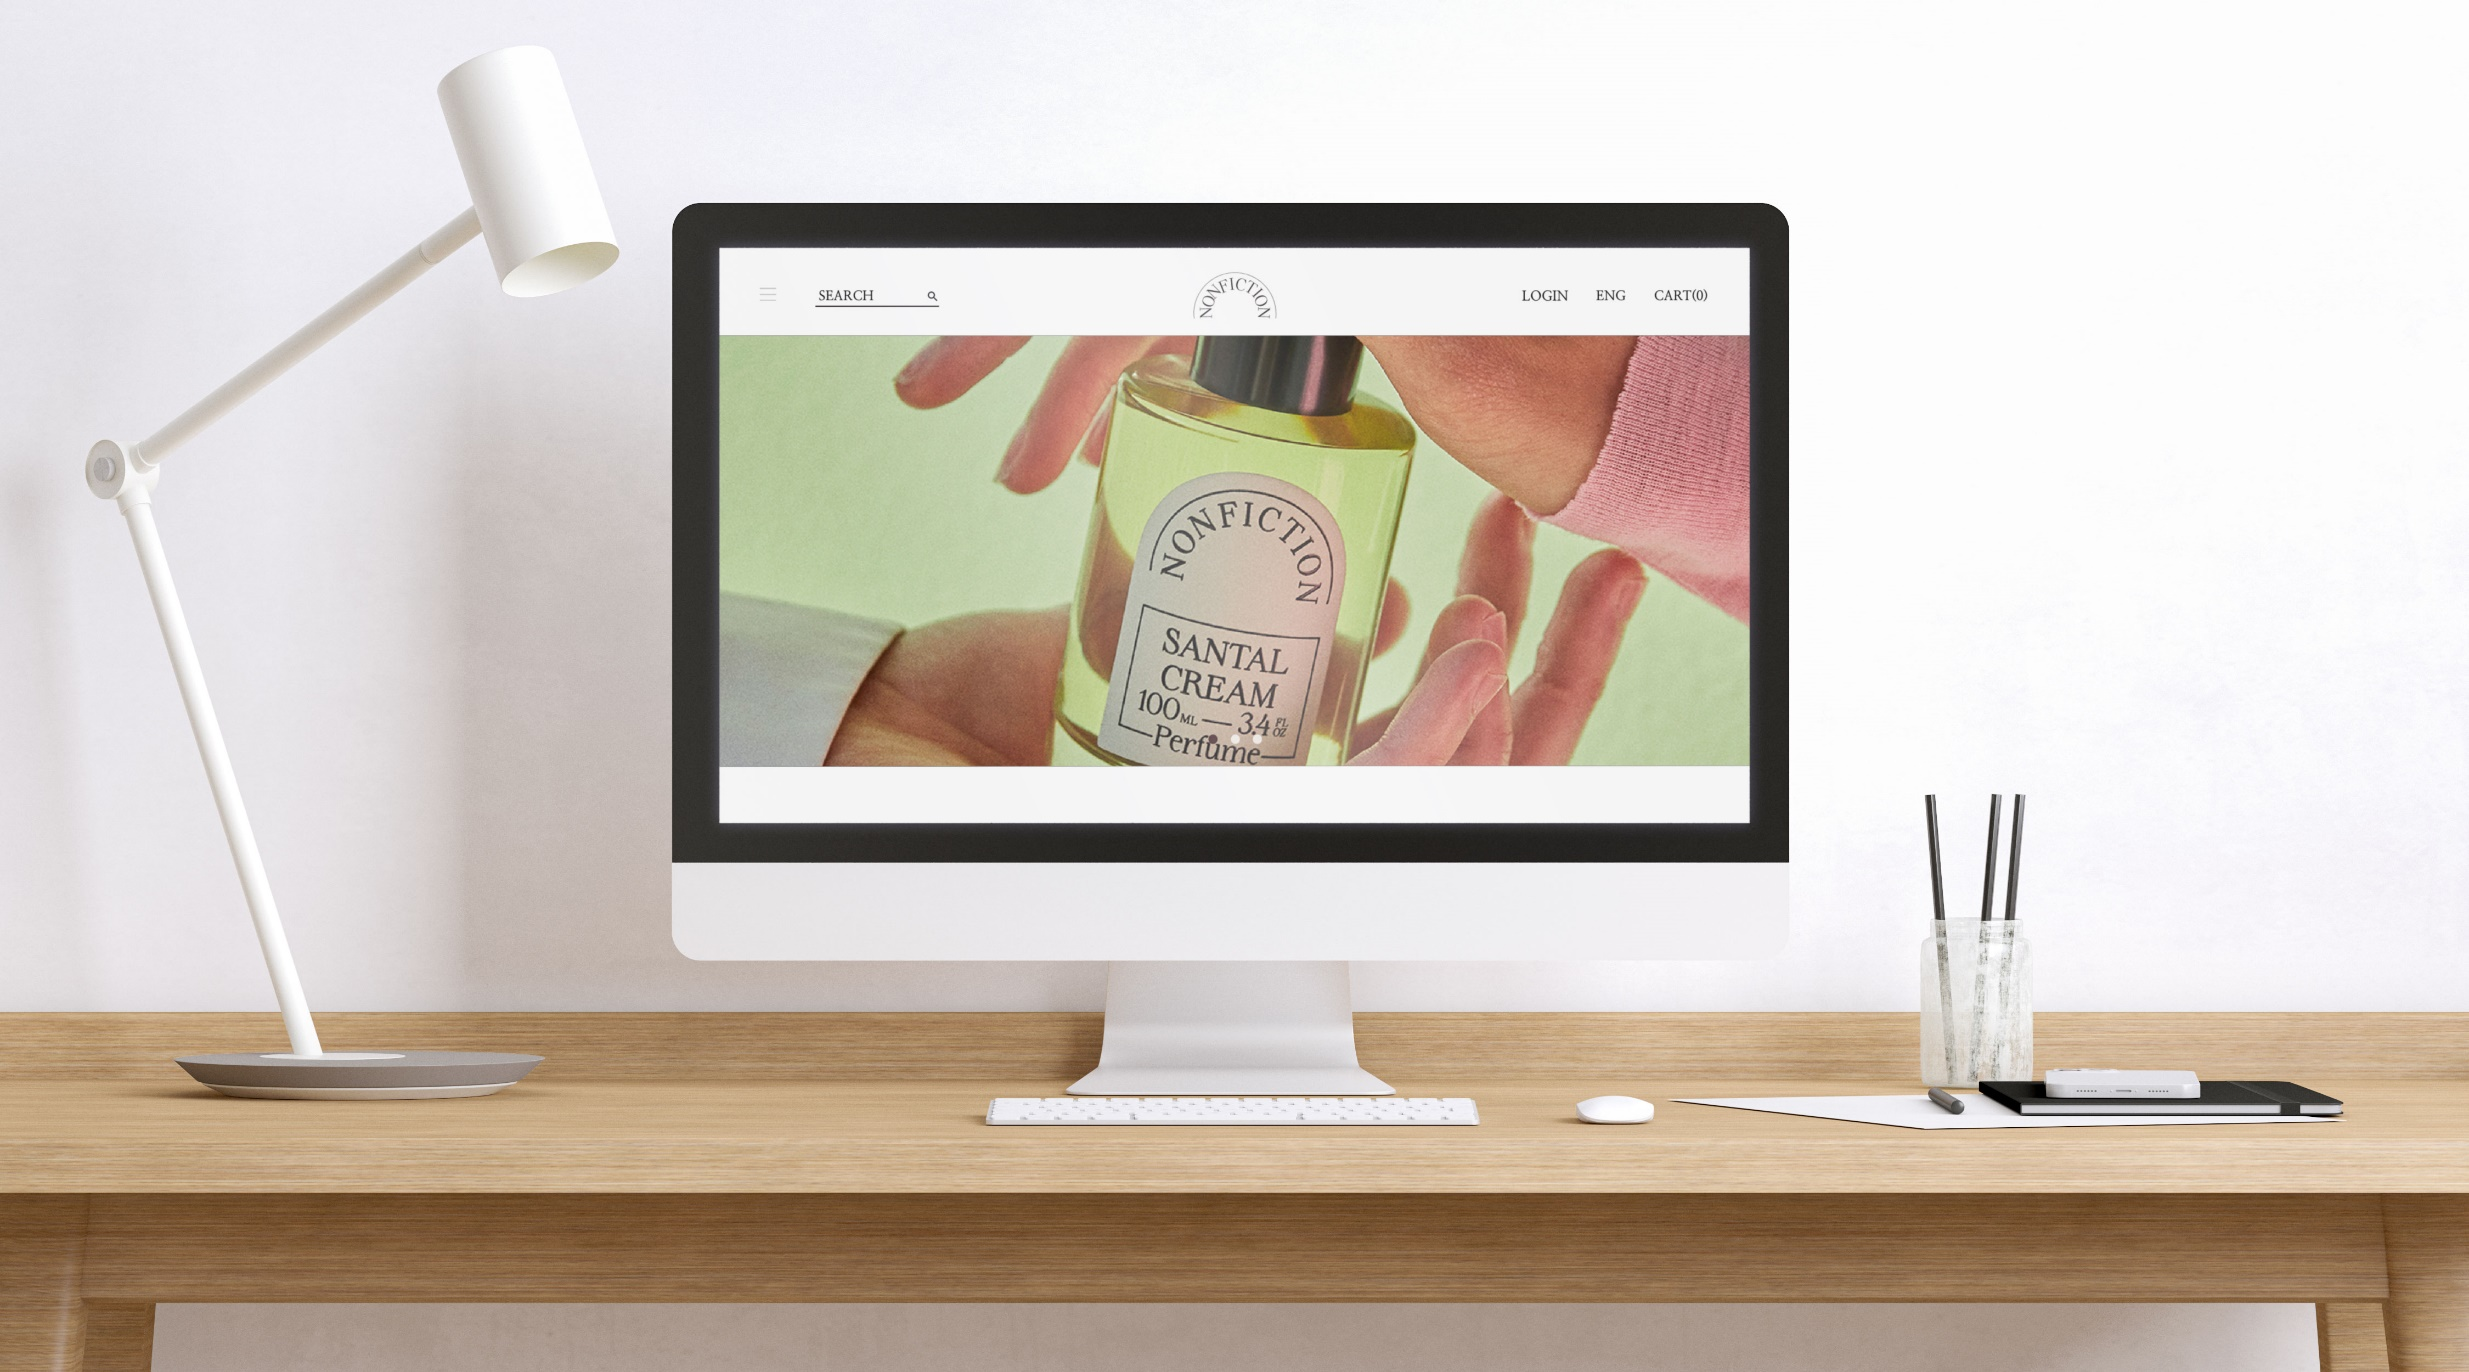 SEARCH
NONFICTION
LOGIN
ENG
CART(0)
NONFICTION
SANTAL
CREAM
100ML — 3.4 FL OZ
Perfume